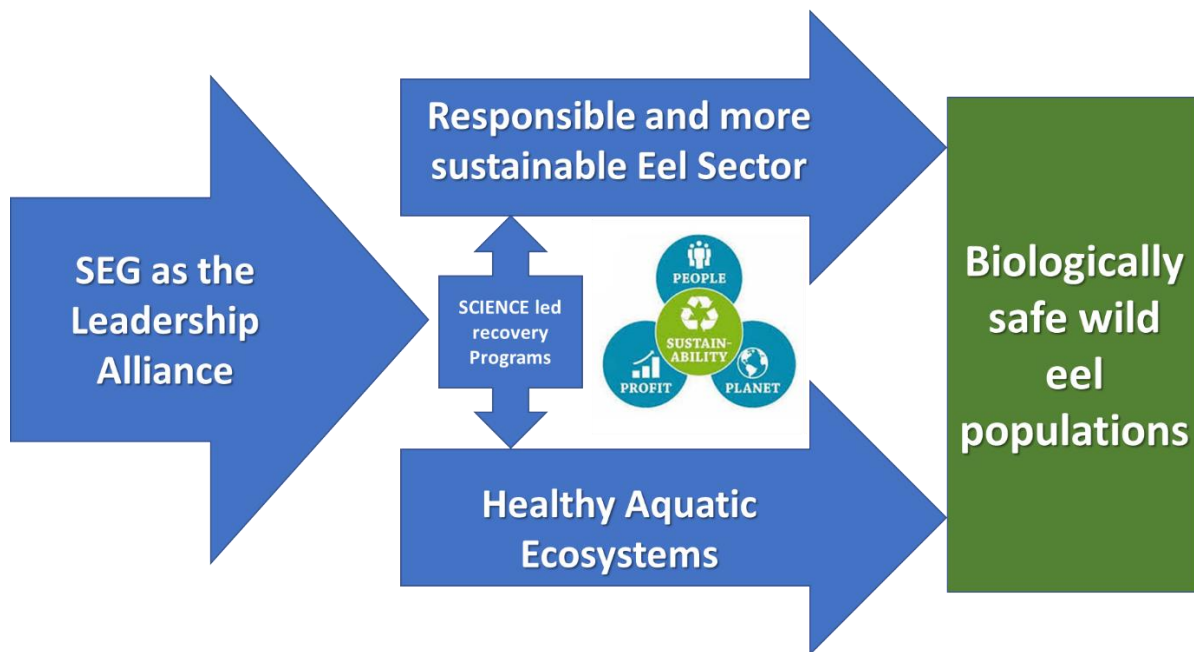 SEG as the
Leadership
Alliance
Responsible and more
sustainable Eel Sector
SCIENCE led
recovery
Programs
PEOPLE
SUSTAIN-
ABILITY
PROFIT
PLANET
Healthy Aquatic
Ecosystems
Biologically
safe wild
eel
populations